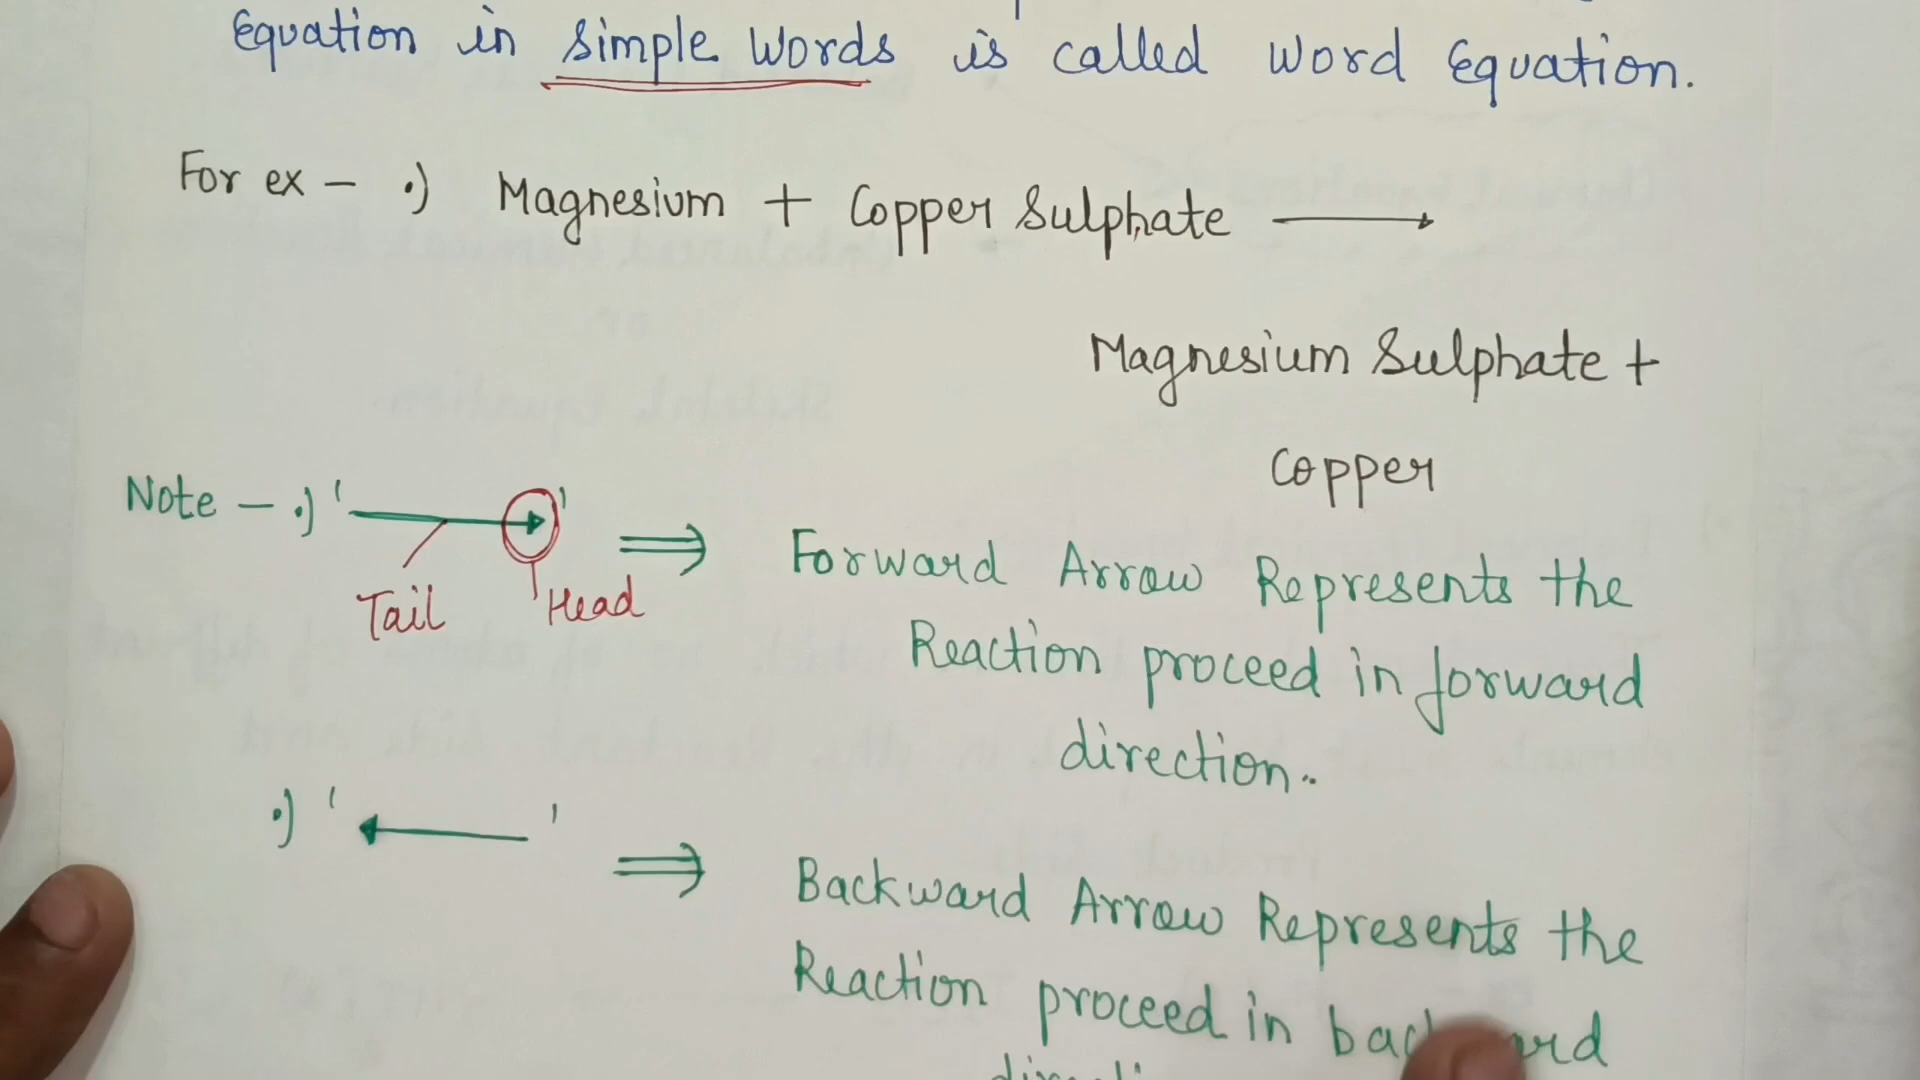 Equation in Simple Words is called Word Equation.
For ex – •) Magnesium + Copper Sulphate ⟶
Magnesium Sulphate +
Copper
Note – •) '⟶' ⟹ Forward Arrow Represents the
Tail Head
Reaction proceed in forward
direction..
•) '⟵' ⟹ Backward Arrow Represents the
Reaction proceed in